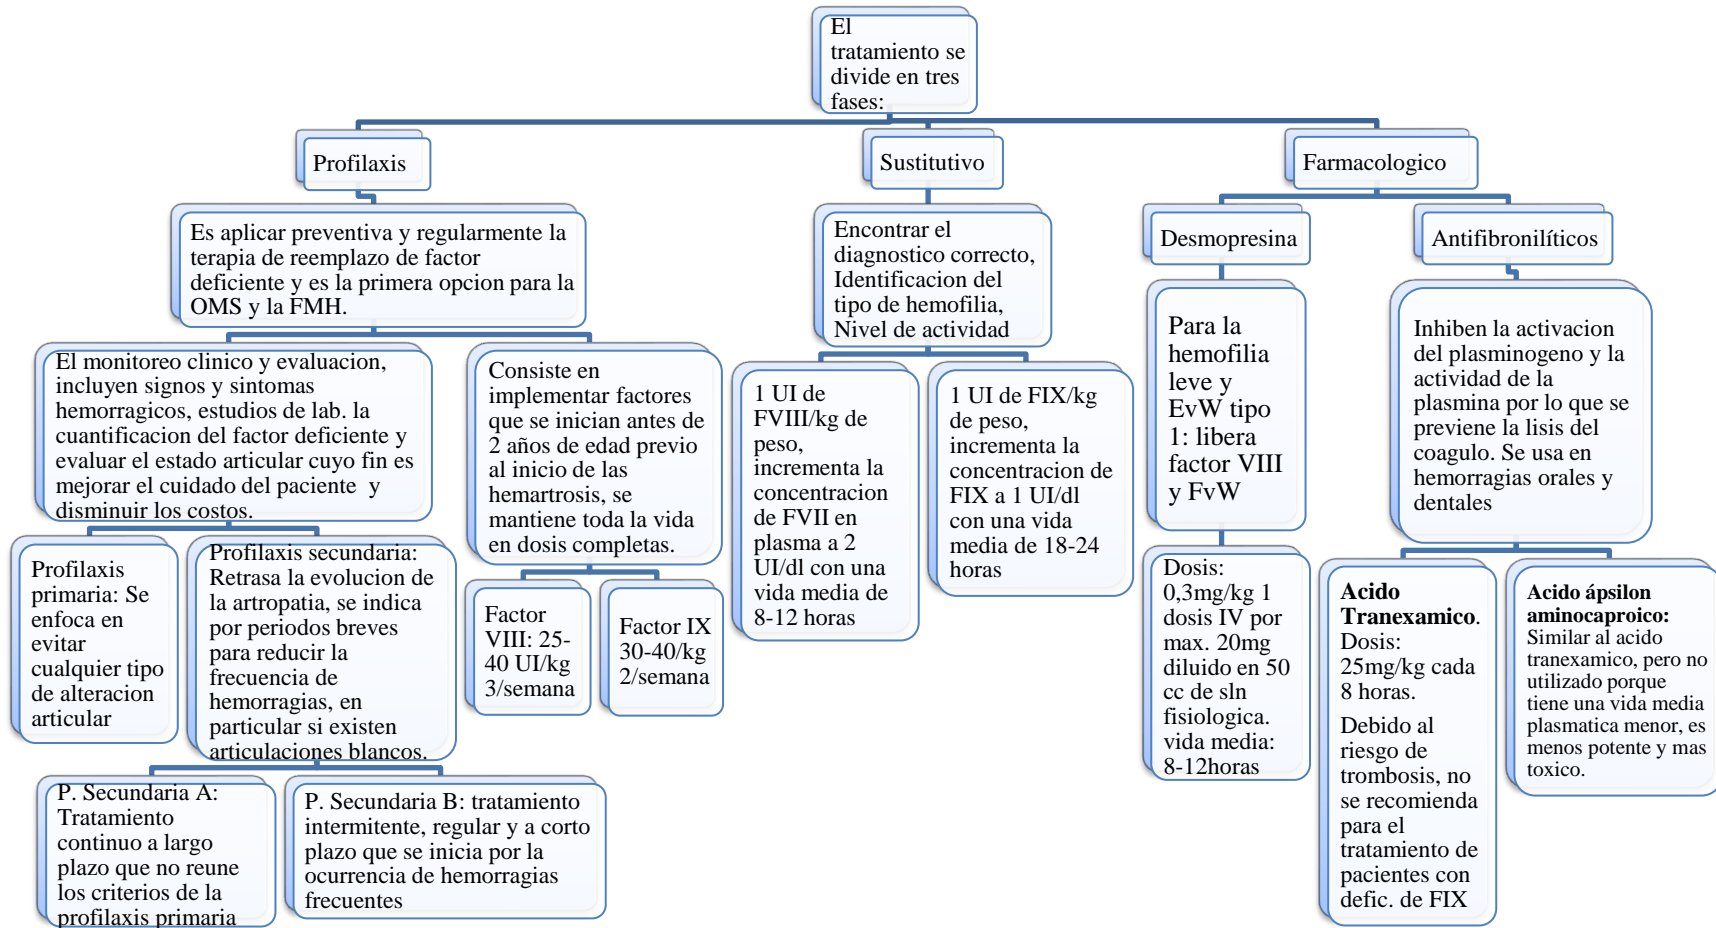 El
tratamiento se
divide en tres
fases:
Profilaxis
Sustitutivo
Farmacologico
Es aplicar preventiva y regularmente la
terapia de reemplazo de factor
deficiente y es la primera opcion para la
OMS y la FMH.
Encontrar el
diagnostico correcto,
Identificacion del
tipo de hemofilia,
Nivel de actividad
Desmopresina
Antifibronilíticos
El monitoreo clinico y evaluacion,
incluyen signos y sintomas
hemorragicos, estudios de lab. la
cuantificacion del factor deficiente y
evaluar el estado articular cuyo fin es
mejorar el cuidado del paciente y
disminuir los costos.
Consiste en
implementar factores
que se inician antes de
2 años de edad previo
al inicio de las
hemartrosis, se
mantiene toda la vida
en dosis completas.
1 UI de
FVIII/kg de
peso,
incrementa la
concentracion
de FVII en
plasma a 2
UI/dl con una
vida media de
8-12 horas
1 UI de FIX/kg
de peso,
incrementa la
concentracion de
FIX a 1 UI/dl
con una vida
media de 18-24
horas
Para la
hemofilia
leve y
EvW tipo
1: libera
factor VIII
y FvW
Inhiben la activacion
del plasminogeno y la
actividad de la
plasmina por lo que se
previene la lisis del
coagulo. Se usa en
hemorragias orales y
dentales
Profilaxis
primaria: Se
enfoca en
evitar
cualquier tipo
de alteracion
articular
Profilaxis secundaria:
Retrasa la evolucion de
la artropatia, se indica
por periodos breves
para reducir la
frecuencia de
hemorragias, en
particular si existen
articulaciones blancos.
Factor
VIII: 25-
40 UI/kg
3/semana
Factor IX
30-40/kg
2/semana
Dosis:
0,3mg/kg 1
dosis IV por
max. 20mg
diluido en 50
cc de sln
fisiologica.
vida media:
8-12horas
Acido
Tranexamico.
Dosis:
25mg/kg cada
8 horas.
Debido al
riesgo de
trombosis, no
se recomienda
para el
tratamiento de
pacientes con
defic. de FIX
Acido ápsilon
aminocaproico:
Similar al acido
tranexamico, pero no
utilizado porque
tiene una vida media
plasmatica menor, es
menos potente y mas
toxico.
P. Secundaria A:
Tratamiento
continuo a largo
plazo que no reune
los criterios de la
profilaxis primaria
P. Secundaria B: tratamiento
intermitente, regular y a corto
plazo que se inicia por la
ocurrencia de hemorragias
frecuentes